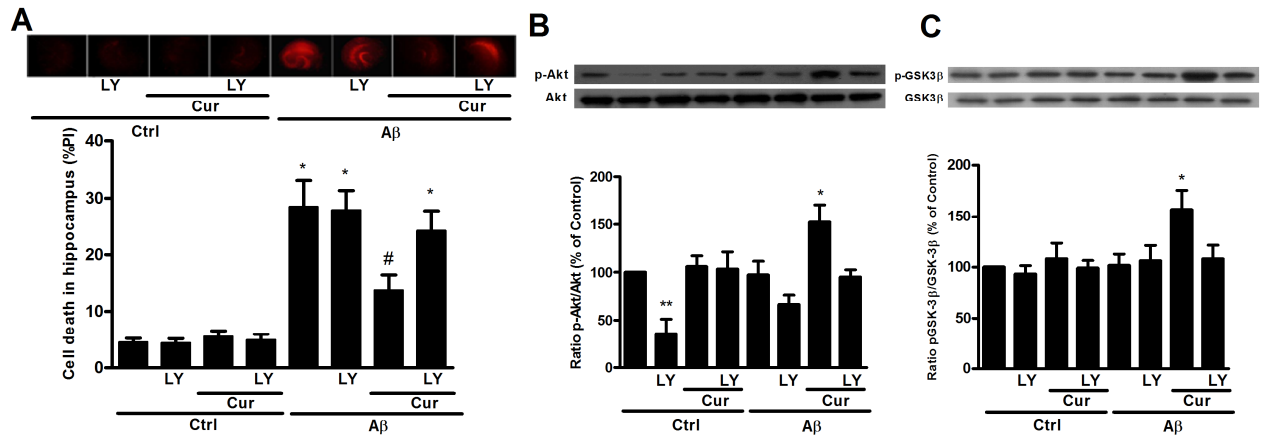 A
LY LY LY LY
Cur Cur
Ctrl Aβ
Cell death in hippocampus (%PI)
40
30
20
10
0
* * # *
LY LY LY LY
Cur Cur
Ctrl Aβ
B
p-Akt
Akt
Ratio p-Akt/Akt (% of Control)
200
150
100
50
0
** *
LY LY LY LY
Cur Cur
Ctrl Aβ
C
p-GSK3β
GSK3β
Ratio pGSK-3β/GSK-3β (% of Control)
200
150
100
50
0
*
LY LY LY LY
Cur Cur
Ctrl Aβ